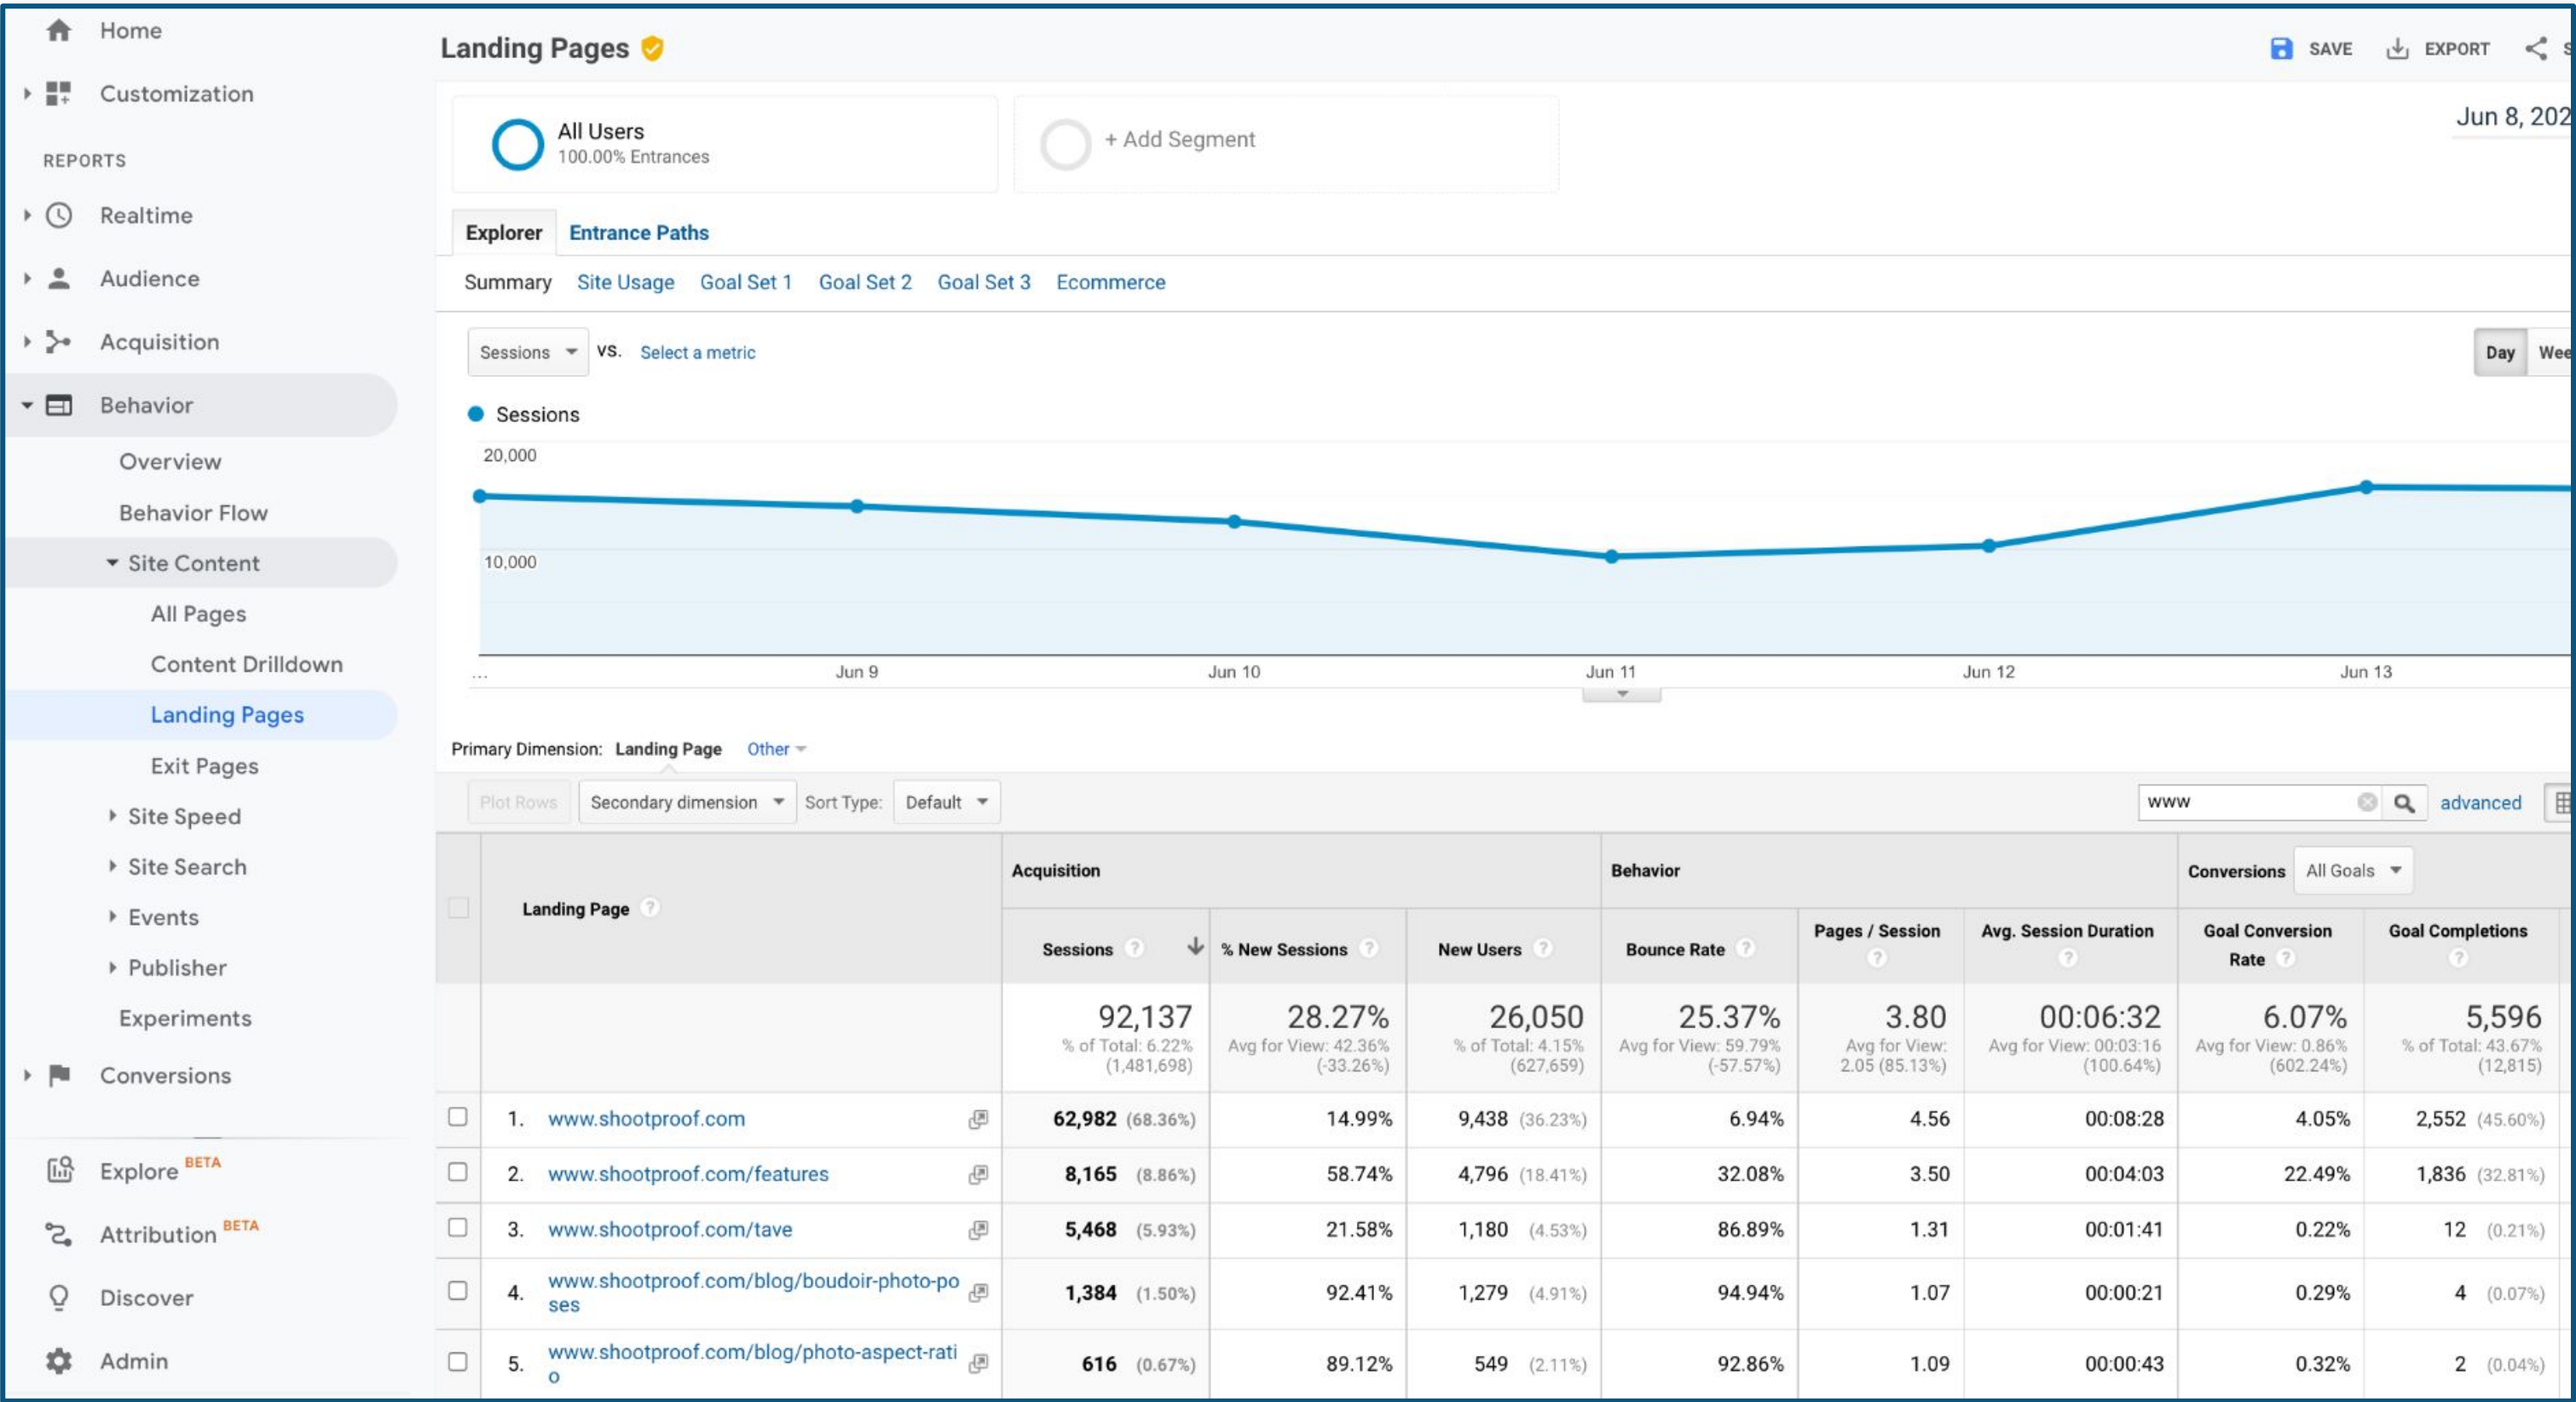 Home
Customization
REPORTS
Realtime
Audience
Acquisition
Behavior
Overview
Behavior Flow
Site Content
All Pages
Content Drilldown
Landing Pages
Exit Pages
Site Speed
Site Search
Events
Publisher
Experiments
Conversions
Explore BETA
Attribution BETA
Discover
Admin
Landing Pages
SAVE EXPORT S
All Users
100.00% Entrances
+ Add Segment
Jun 8, 202
Explorer Entrance Paths
Summary Site Usage Goal Set 1 Goal Set 2 Goal Set 3 Ecommerce
Sessions VS. Select a metric
Day Wee
Sessions
20,000
10,000
... Jun 9 Jun 10 Jun 11 Jun 12 Jun 13
Primary Dimension: Landing Page Other
Plot Rows Secondary dimension Sort Type: Default www advanced
Landing Page ?
Acquisition Behavior Conversions All Goals
Sessions ? % New Sessions ? New Users ? Bounce Rate ? Pages / Session ? Avg. Session Duration ? Goal Conversion Rate ? Goal Completions ?
92,137 28.27% 26,050 25.37% 3.80 00:06:32 6.07% 5,596
% of Total: 6.22% Avg for View: 42.36% % of Total: 4.15% Avg for View: 59.79% Avg for View: Avg for View: 00:03:16 Avg for View: 0.86% % of Total: 43.67%
(1,481,698) (-33.26%) (627,659) (-57.57%) 2.05 (85.13%) (100.64%) (602.24%) (12,815)
1. www.shootproof.com 62,982 (68.36%) 14.99% 9,438 (36.23%) 6.94% 4.56 00:08:28 4.05% 2,552 (45.60%)
2. www.shootproof.com/features 8,165 (8.86%) 58.74% 4,796 (18.41%) 32.08% 3.50 00:04:03 22.49% 1,836 (32.81%)
3. www.shootproof.com/tave 5,468 (5.93%) 21.58% 1,180 (4.53%) 86.89% 1.31 00:01:41 0.22% 12 (0.21%)
4. www.shootproof.com/blog/boudoir-photo-po
ses 1,384 (1.50%) 92.41% 1,279 (4.91%) 94.94% 1.07 00:00:21 0.29% 4 (0.07%)
5. www.shootproof.com/blog/photo-aspect-rati
o 616 (0.67%) 89.12% 549 (2.11%) 92.86% 1.09 00:00:43 0.32% 2 (0.04%)